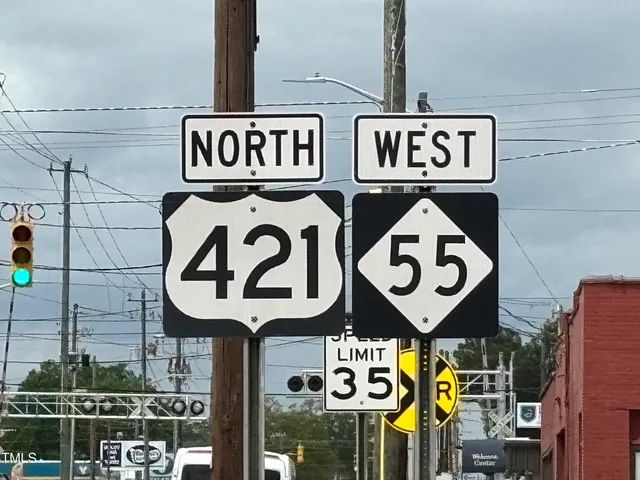 NORTH
WEST
421
55
SPEED
LIMIT
35
R
TMLS